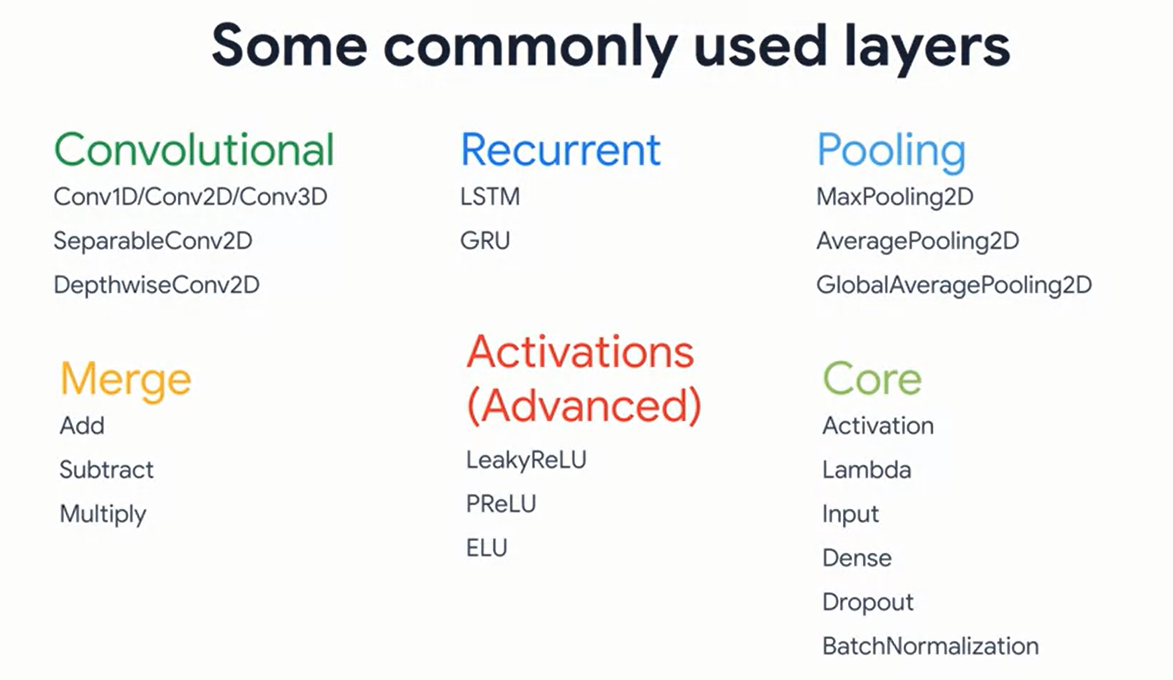 Some commonly used layers
Convolutional
Conv1D/Conv2D/Conv3D
SeparableConv2D
DepthwiseConv2D
Recurrent
LSTM
GRU
Pooling
MaxPooling2D
AveragePooling2D
GlobalAveragePooling2D
Merge
Add
Subtract
Multiply
Activations
(Advanced)
LeakyReLU
PReLU
ELU
Core
Activation
Lambda
Input
Dense
Dropout
BatchNormalization